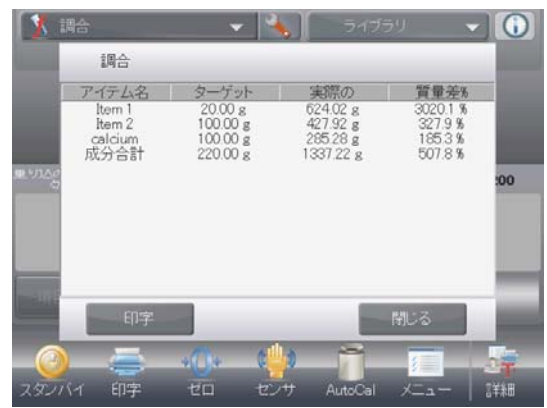 調合
ライブラリ
調合
アイテム名 ターゲット 実際の 質量差%
Item 1 20.00 g 624.02 g 3020.1 %
Item 2 100.00 g 427.92 g 327.9 %
calcium 100.00 g 285.28 g 185.3 %
成分合計 220.00 g 1337.22 g 507.8 %
:00
印字 閉じる
スタンバイ 印字 ゼロ センサ AutoCal メニュー 詳細